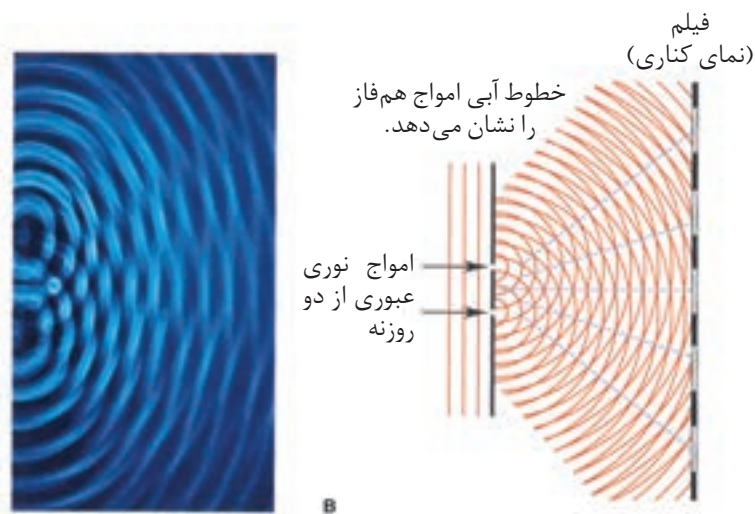 فیلم
(نمای کناری)
خطوط آبی امواج هم‌فاز
را نشان می‌دهد.
امواج نوری
عبوری از دو
روزنه
B